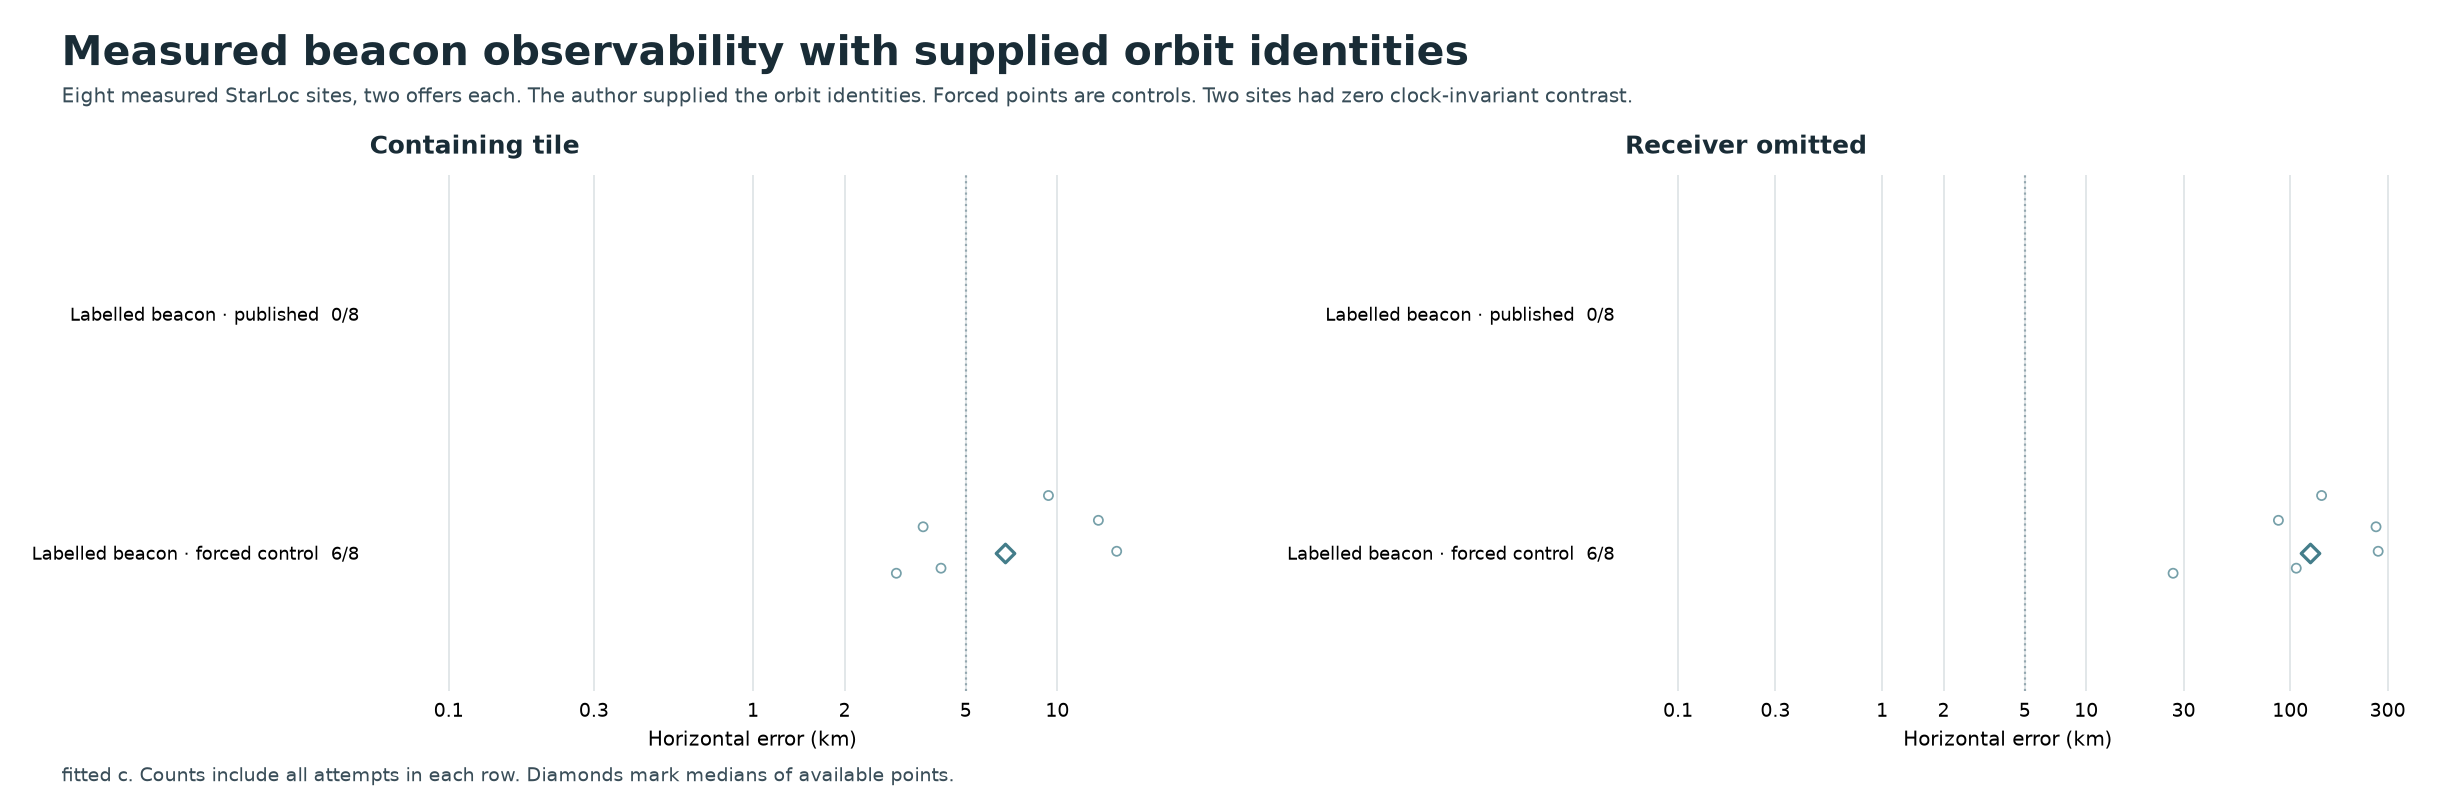 Measured beacon observability with supplied orbit identities
Eight measured StarLoc sites, two offers each. The author supplied the orbit identities. Forced points are controls. Two sites had zero clock-invariant contrast.
Containing tile
Labelled beacon · published 0/8
Labelled beacon · forced control 6/8
0.1 0.3 1 2 5 10
Horizontal error (km)
Receiver omitted
Labelled beacon · published 0/8
Labelled beacon · forced control 6/8
0.1 0.3 1 2 5 10 30 100 300
Horizontal error (km)
fitted c. Counts include all attempts in each row. Diamonds mark medians of available points.